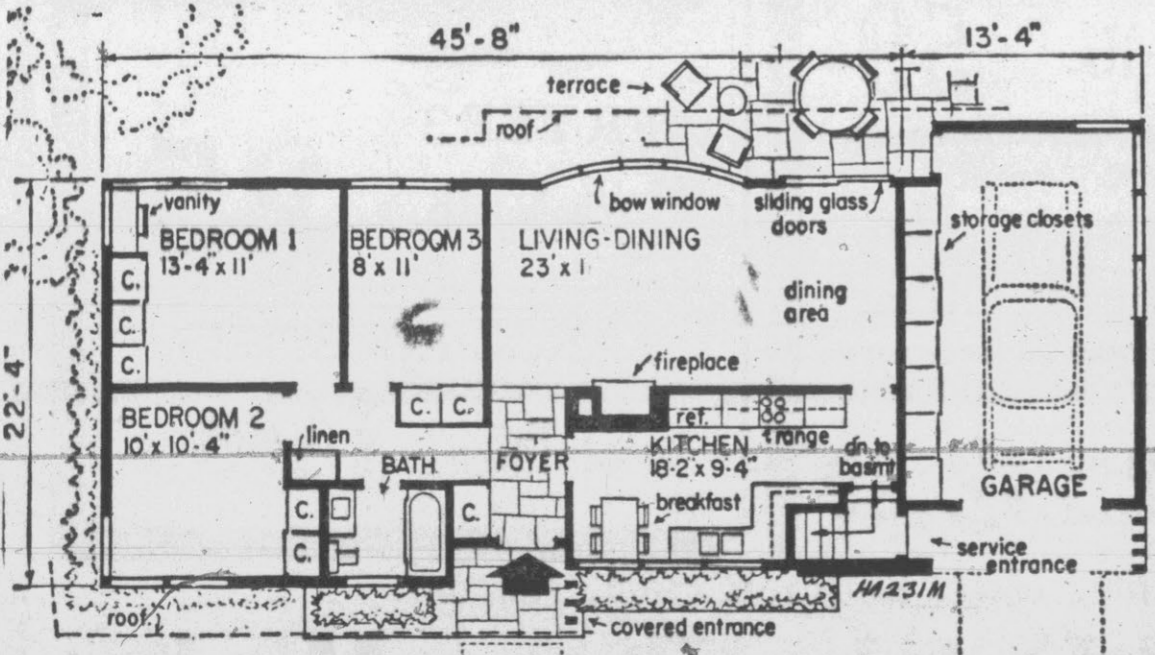 45'-8"
13'-4"
terrace
roof
bow window
sliding glass
doors
storage closets
vanity
BEDROOM 1
13'-4" x 11'
BEDROOM 3
8' x 11'
LIVING-DINING
23' x 1
dining
area
C.
C.
C.
22'-4"
fireplace
BEDROOM 2
10' x 10'-4"
C.
C.
ref.
range
linen
BATH
FOYER
KITCHEN
18-2' x 9-4"
dn. to
basmt
GARAGE
C.
C.
C.
breakfast
service
entrance
HA231M
roof
covered entrance